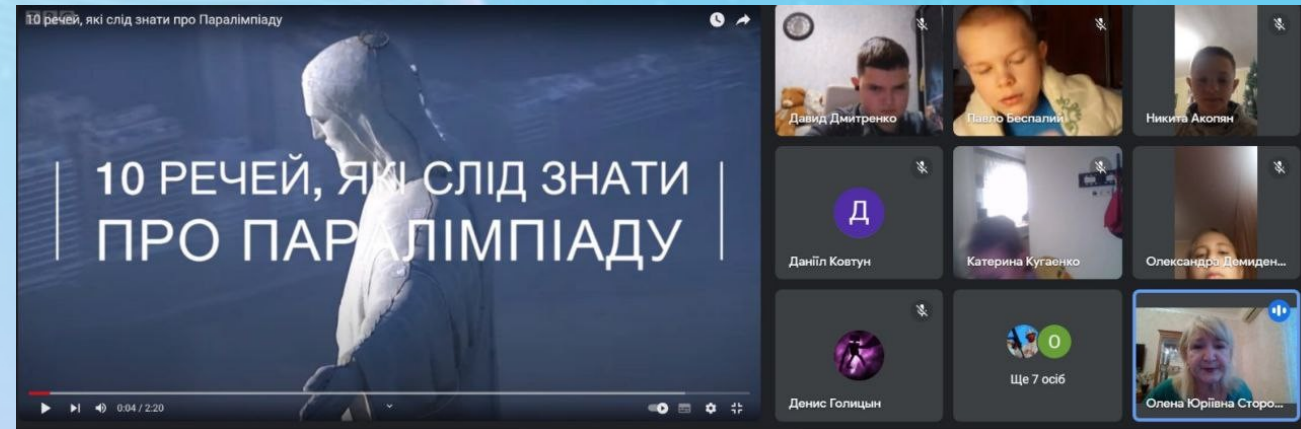 10 речей, які слід знати про Паралімпіаду
10 РЕЧЕЙ, ЯКІ СЛІД ЗНАТИ
ПРО ПАРАЛІМПІАДУ
0:04 / 2:20
Давид Дмитренко
Павло Беспалий
Никита Акопян
Д
Даніїл Ковтун
Катерина Кугаенко
Олександра Демиден...
Денис Голицын
О
Ще 7 осіб
Олена Юріївна Сторо...